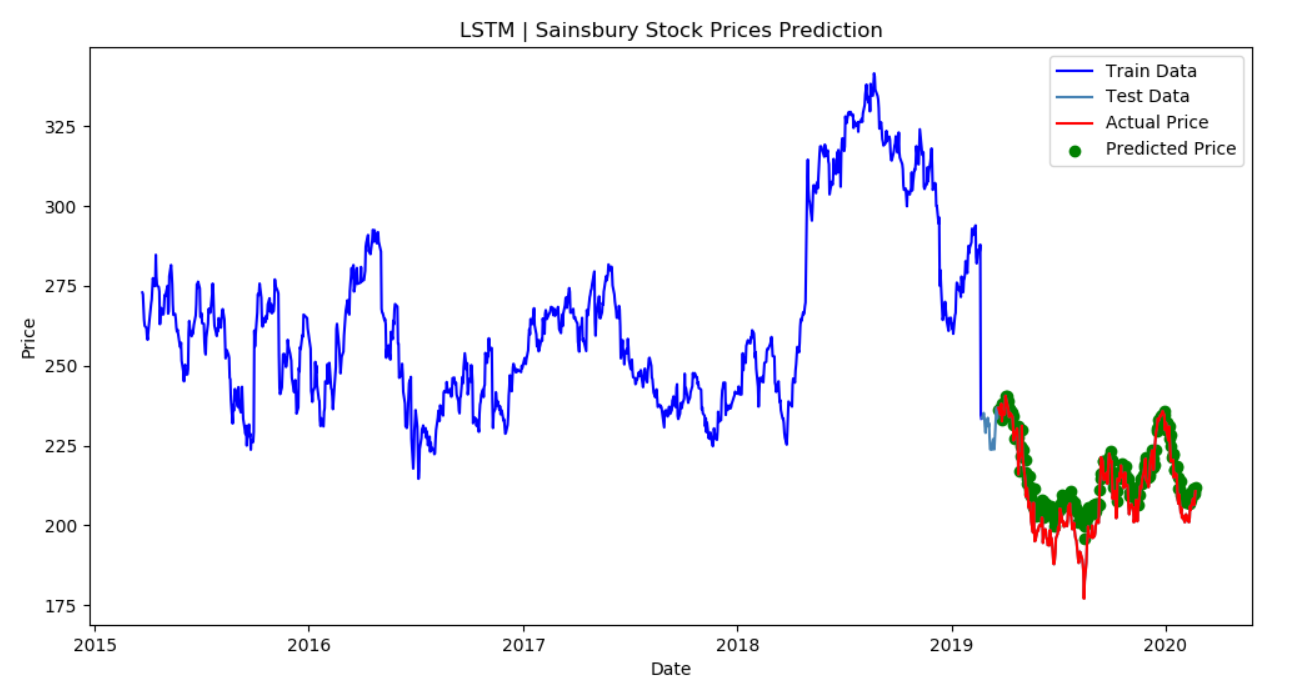 LSTM | Sainsbury Stock Prices Prediction
Train Data
Test Data
Actual Price
Predicted Price
325
300
275
250
225
200
175
Price
2015 2016 2017 2018 2019 2020
Date